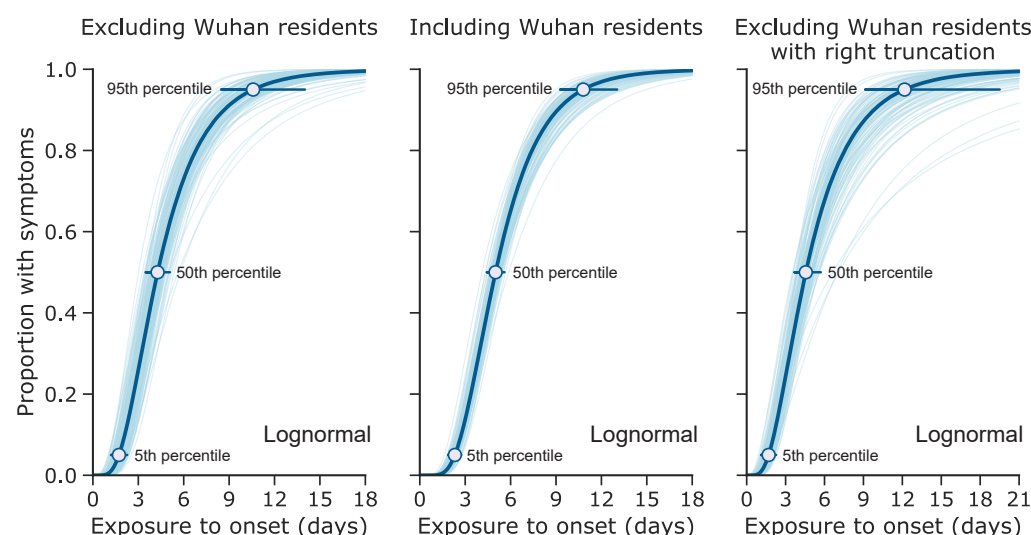 Excluding Wuhan residents
Including Wuhan residents
Excluding Wuhan residents
with right truncation
Proportion with symptoms
1.0
0.8
0.6
0.4
0.2
0.0
95th percentile
50th percentile
5th percentile
Lognormal
0 3 6 9 12 15 18
Exposure to onset (days)
95th percentile
50th percentile
5th percentile
Lognormal
0 3 6 9 12 15 18
Exposure to onset (days)
95th percentile
50th percentile
5th percentile
Lognormal
0 3 6 9 12 15 18 21
Exposure to onset (days)